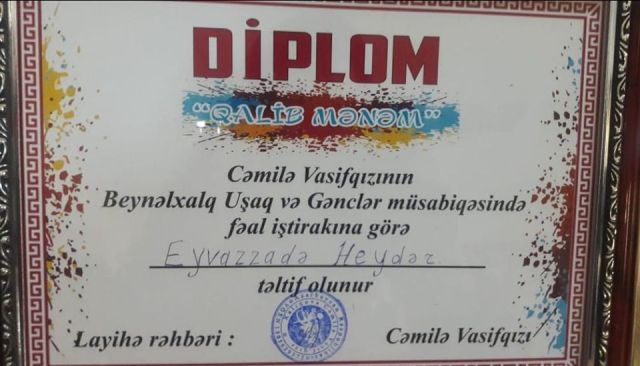 DİPLOM
"QALİB MƏNƏM"
Cəmilə Vasifqızının
Beynəlxalq Uşaq və Gənclər müsabiqəsində
fəal iştirakına görə
Eyvazzadə Heydər
təltif olunur
Layihə rəhbəri : Cəmilə Vasifqızı